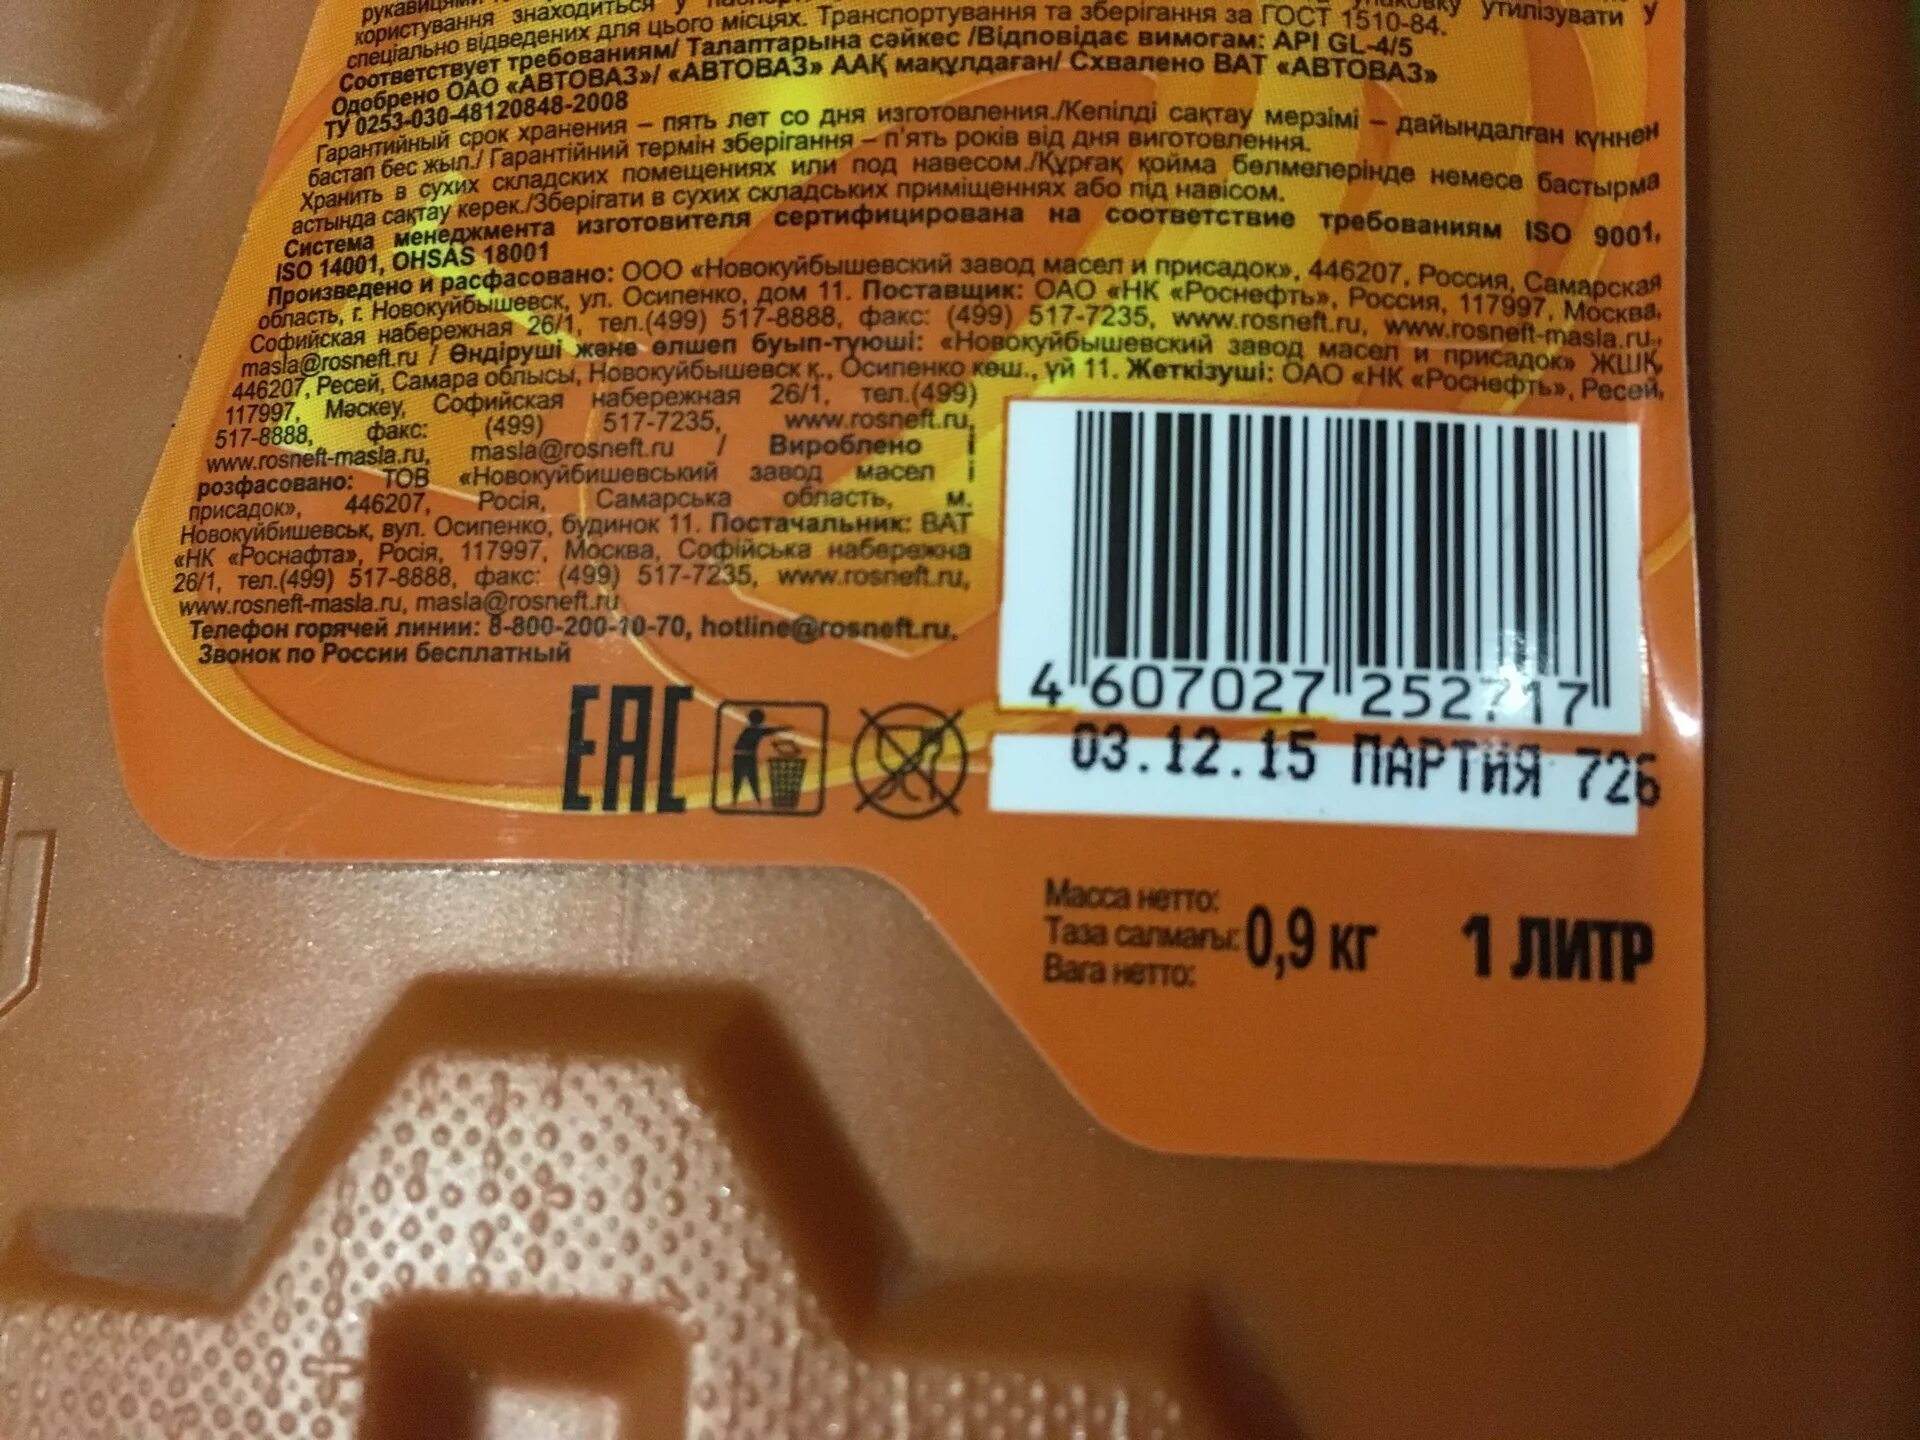 рукавицями
користування знаходиться у упаковку утилізувати у
спеціально відведених для цього місцях. Транспортування та зберігання за ГОСТ 1510-84.
Соответствует требованиям/ Талаптарына сәйкес /Відповідає вимогам: API GL-4/5
Одобрено ОАО «АВТОВАЗ»/ «АВТОВАЗ» ААҚ мақұлдаған/ Схвалено ВАТ «АВТОВАЗ»
ТУ 0253-030-48120848-2008
Гарантийный срок хранения – пять лет со дня изготовления./Кепілді сақтау мерзімі – дайындалған күннен
бастап бес жыл./ Гарантійний термін зберігання – п'ять років від дня виготовлення.
Хранить в сухих складских помещениях или под навесом./Құрғақ қойма бөлмелерінде немесе бастырма
астында сақтау керек./Зберігати в сухих складських приміщеннях або під навісом.
Система менеджмента изготовителя сертифицирована на соответствие требованиям ISO 9001,
ISO 14001, OHSAS 18001
Произведено и расфасовано: ООО «Новокуйбышевский завод масел и присадок», 446207, Россия, Самарская
область, г. Новокуйбышевск, ул. Осипенко, дом 11. Поставщик: ОАО «НК «Роснефть», Россия, 117997, Москва,
Софийская набережная 26/1, тел.(499) 517-8888, факс: (499) 517-7235, www.rosneft.ru, www.rosneft-masla.ru,
masla@rosneft.ru / Өндіруші және өлшеп буып-түюші: «Новокуйбышевский завод масел и присадок» ЖШҚ,
446207, Ресей, Самара облысы, Новокуйбышевск қ., Осипенко көш., үй 11. Жеткізуші: ОАО «НК «Роснефть», Ресей,
117997, Мәскеу, Софийская набережная 26/1, тел.(499)
517-8888, факс: (499) 517-7235, www.rosneft.ru,
www.rosneft-masla.ru, masla@rosneft.ru / Вироблено і
розфасовано: ТОВ «Новокуйбишевський завод масел і
присадок», 446207, Росія, Самарська область, м.
Новокуйбишевськ, вул. Осипенко, будинок 11. Постачальник: ВАТ
«НК «Роснафта», Росія, 117997, Москва, Софійська набережна
26/1, тел.(499) 517-8888, факс: (499) 517-7235, www.rosneft.ru,
www.rosneft-masla.ru, masla@rosneft.ru
Телефон горячей линии: 8-800-200-10-70, hotline@rosneft.ru,
Звонок по России бесплатный
4 607027 252717
EAC
03.12.15 ПАРТИЯ 726
Масса нетто:
Таза салмағы: 0,9 кг 1 ЛИТР
Вага нетто: